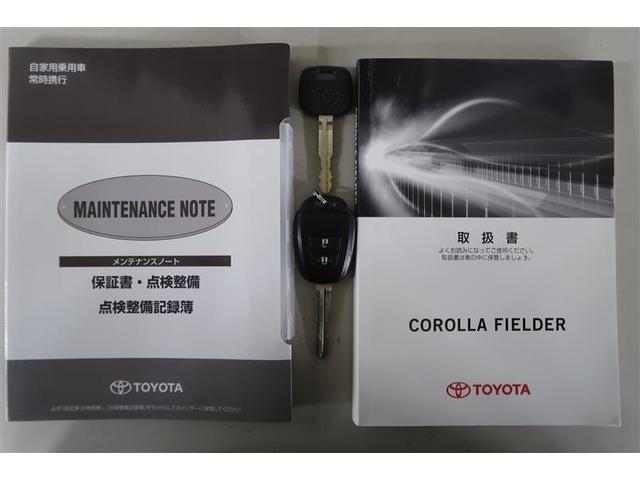 自家用乗用車
常時携行
MAINTENANCE NOTE
メンテナンスノート
保証書・点検整備
点検整備記録簿
TOYOTA
取扱書
よくお読みになってご使用ください。
取扱書は車の中に保管しましょう。
COROLLA FIELDER
TOYOTA